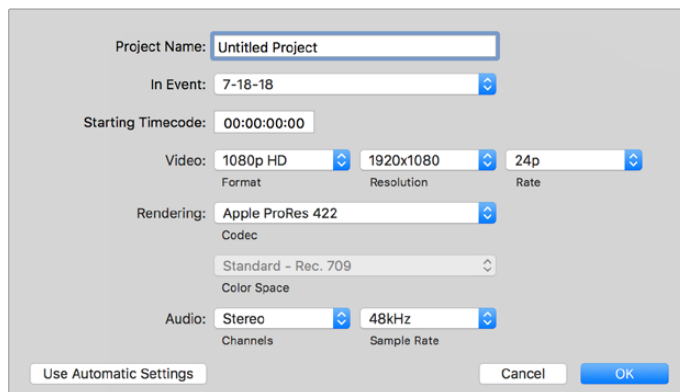 Project Name: Untitled Project
In Event: 7-18-18
Starting Timecode: 00:00:00:00
Video: 1080p HD 1920x1080 24p
Format Resolution Rate
Rendering: Apple ProRes 422
Codec
Standard - Rec. 709
Color Space
Audio: Stereo 48kHz
Channels Sample Rate
Use Automatic Settings Cancel OK